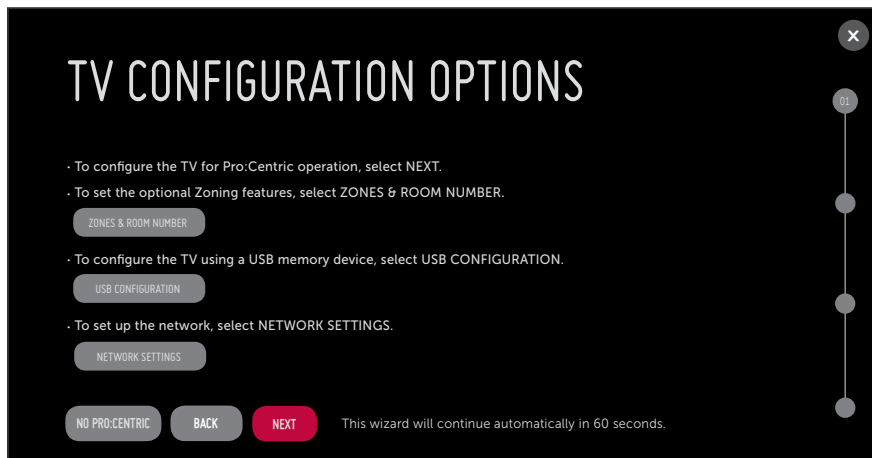 X
TV CONFIGURATION OPTIONS
01
· To configure the TV for Pro:Centric operation, select NEXT.
· To set the optional Zoning features, select ZONES & ROOM NUMBER.
ZONES & ROOM NUMBER
· To configure the TV using a USB memory device, select USB CONFIGURATION.
USB CONFIGURATION
· To set up the network, select NETWORK SETTINGS.
NETWORK SETTINGS
NO PRO:CENTRIC BACK NEXT This wizard will continue automatically in 60 seconds.